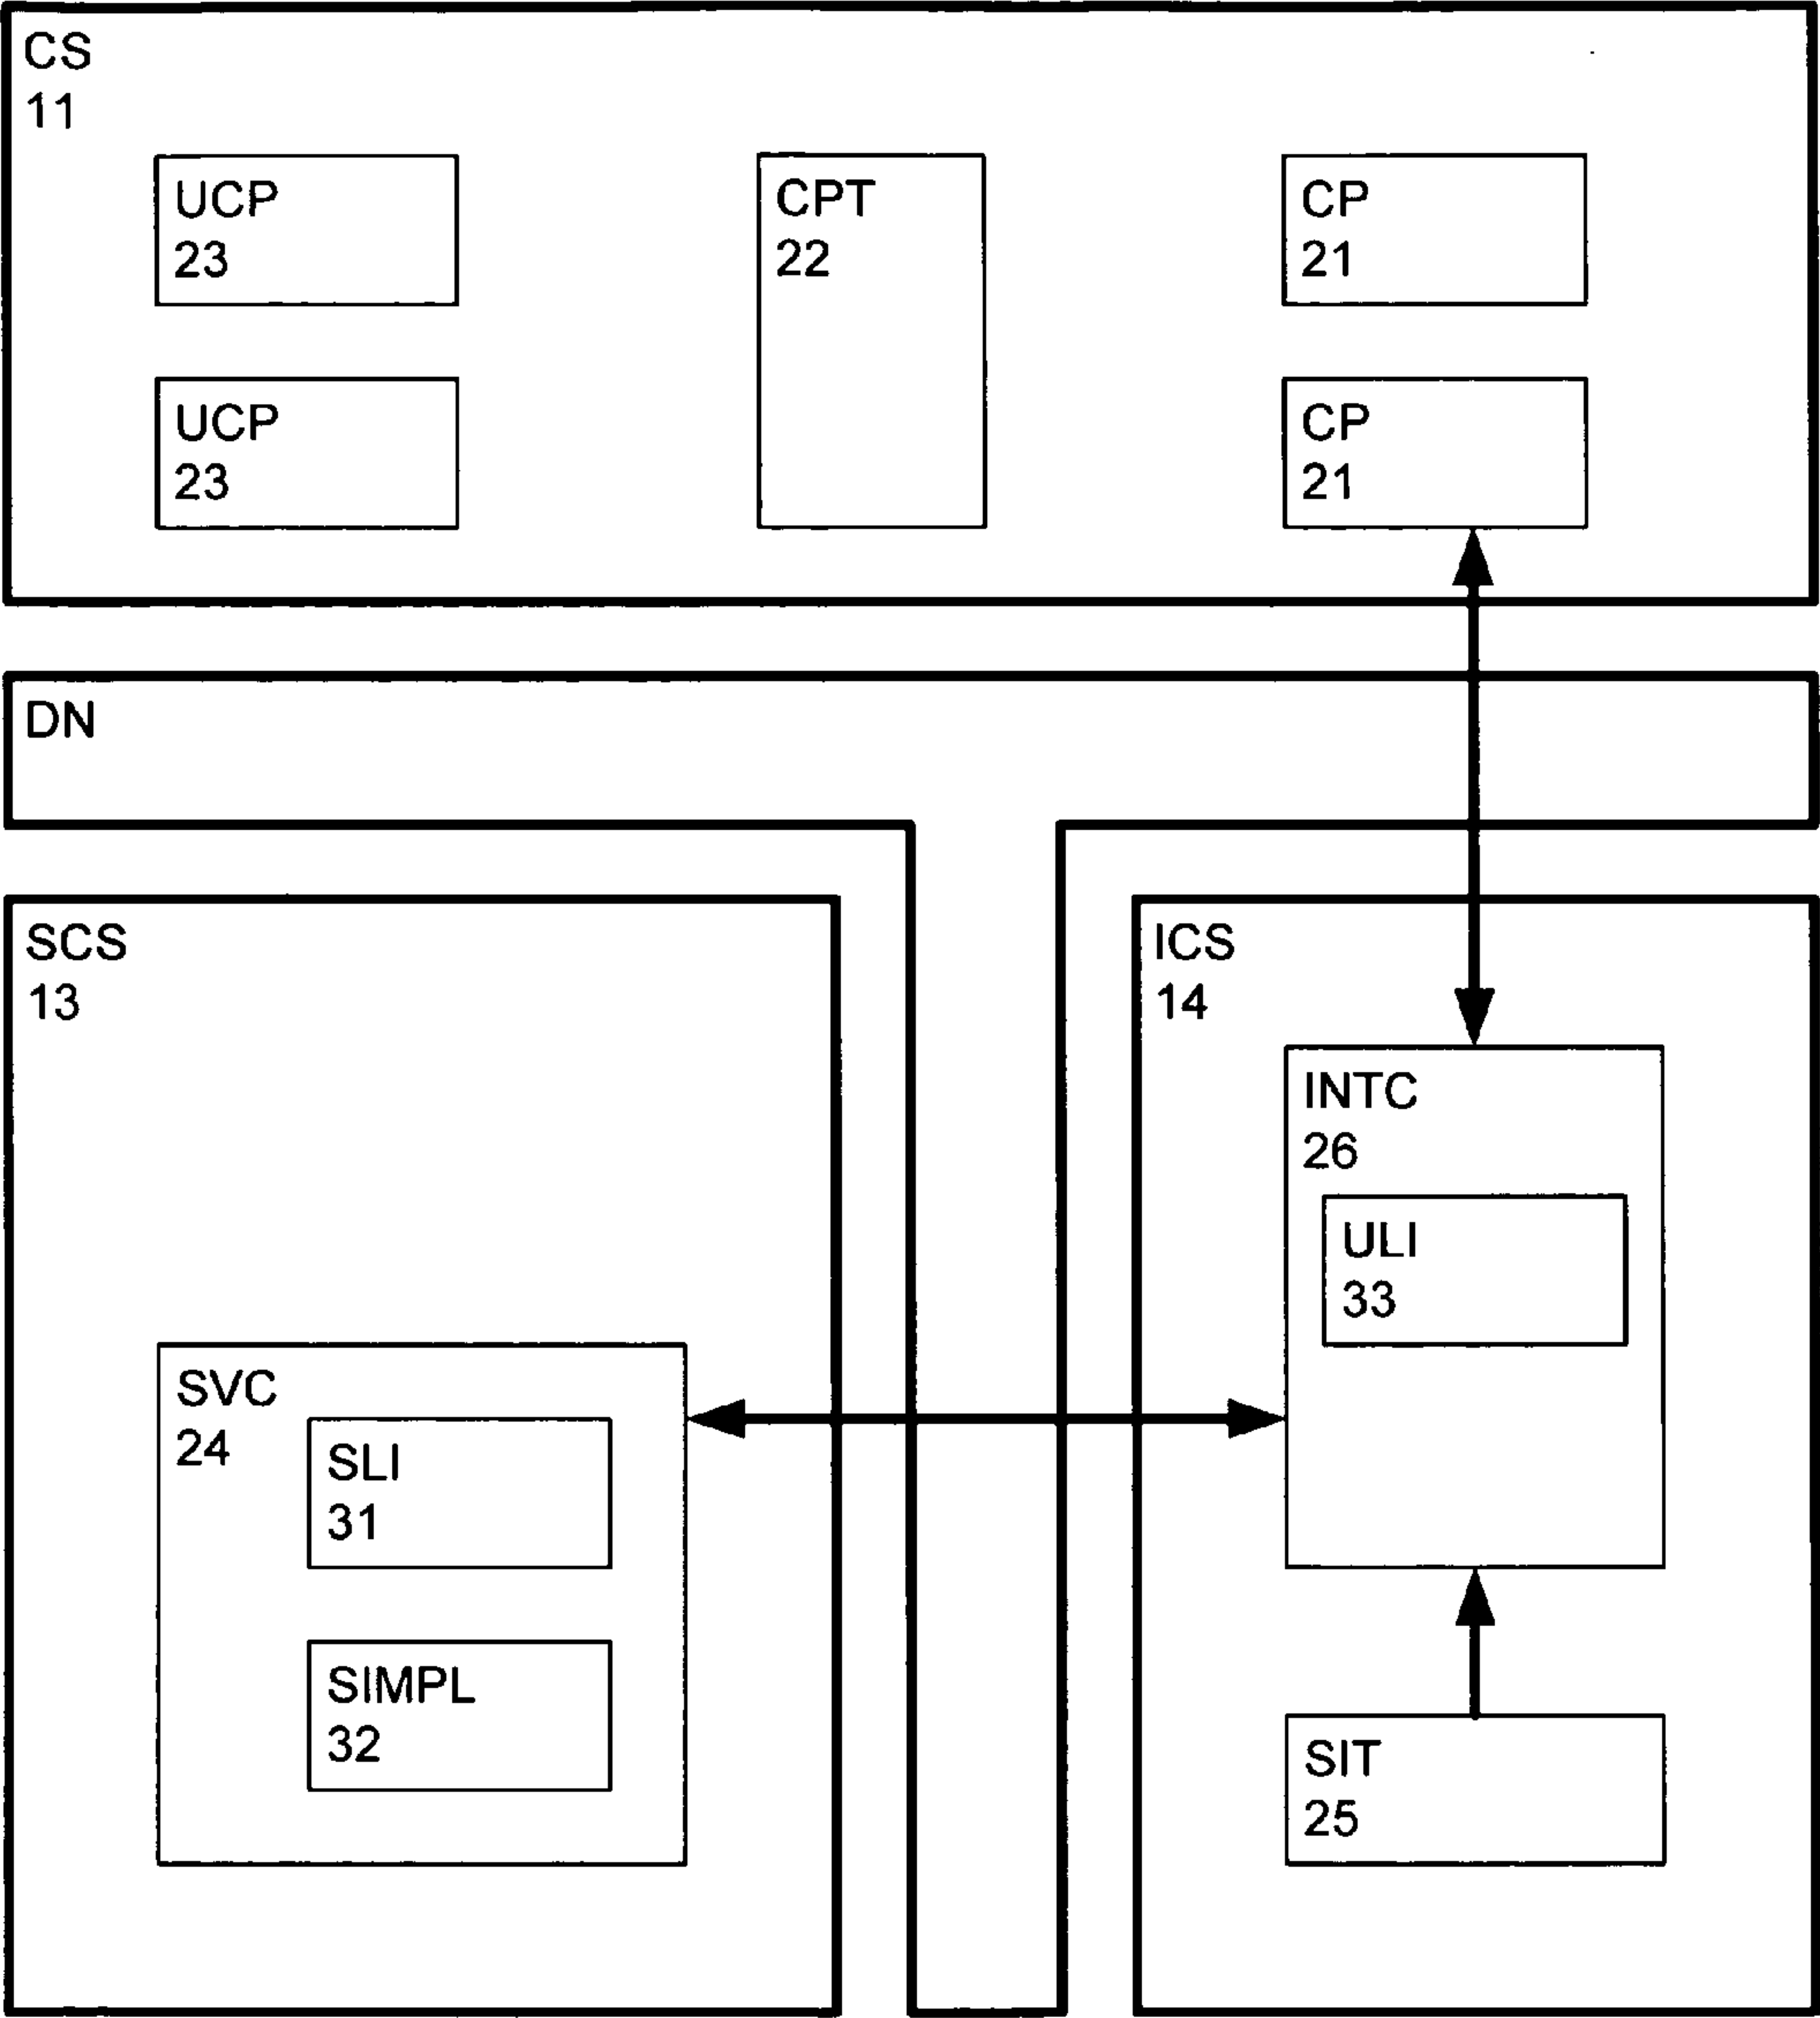 CS
11
UCP
23
CPT
22
CP
21
UCP
23
CP
21
DN
SCS
13
ICS
14
INTC
26
ULI
33
SVC
24
SLI
31
SIMPL
32
SIT
25